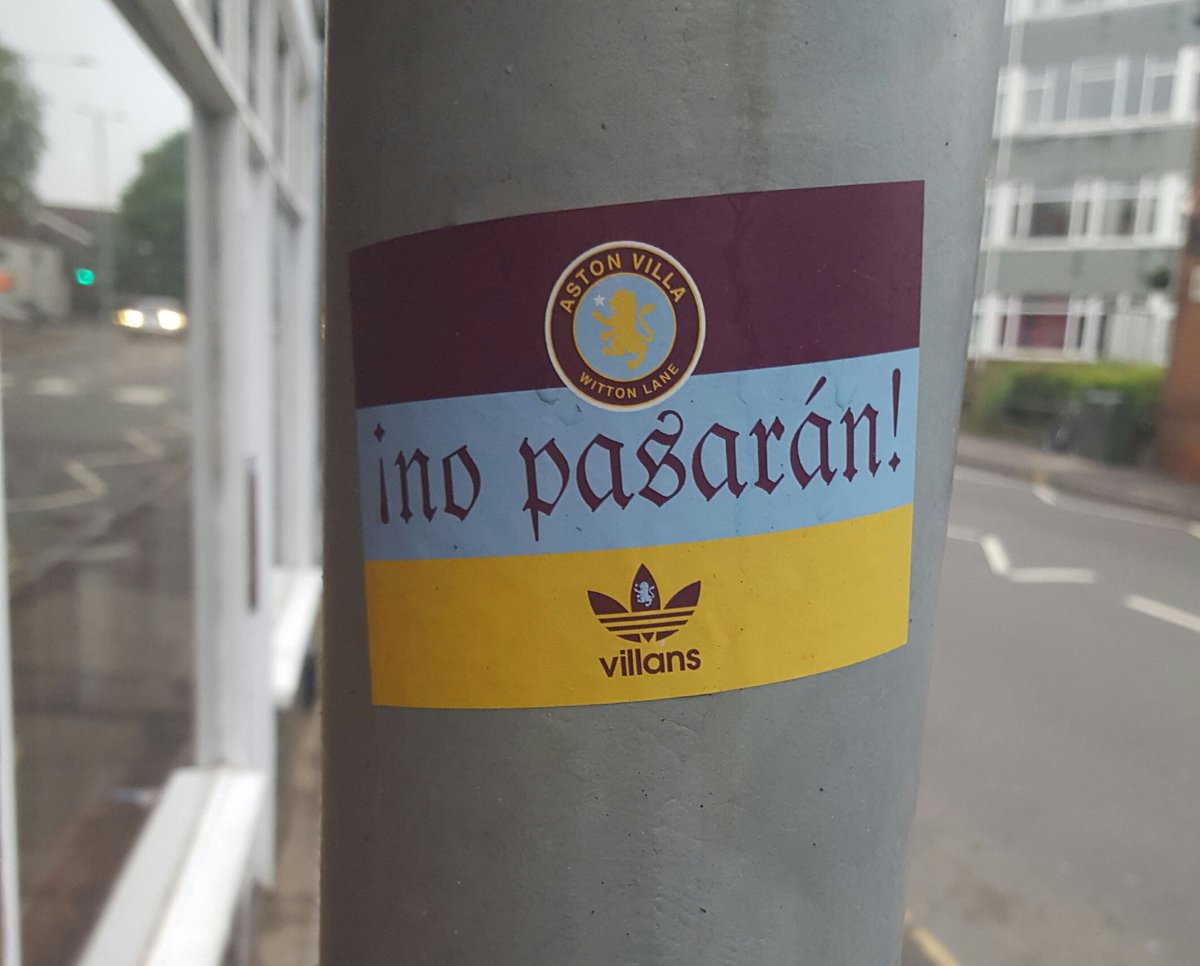 ASTON VILLA
WITTON LANE
¡no pasarán!
villans